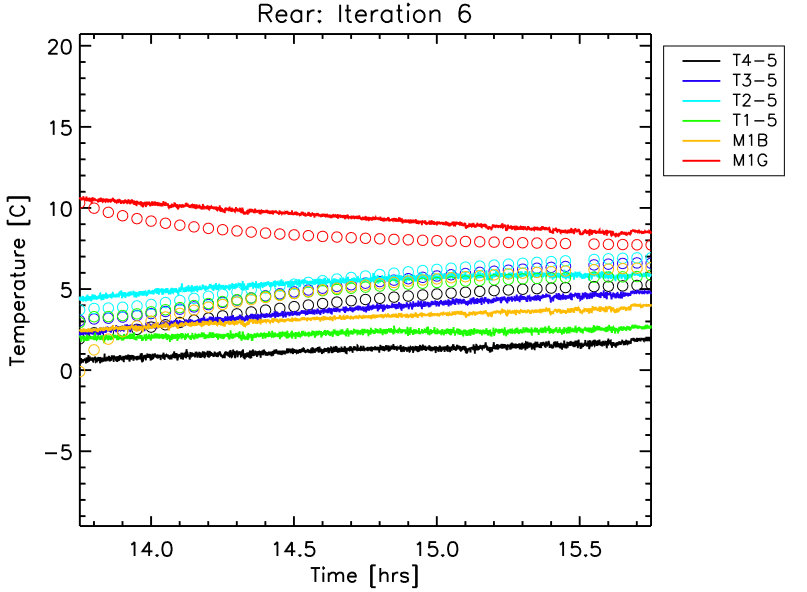 Rear: Iteration 6
20
15
10
5
0
−5
Temperature [C]
14.0 14.5 15.0 15.5
Time [hrs]
T4−5
T3−5
T2−5
T1−5
M1B
M1G